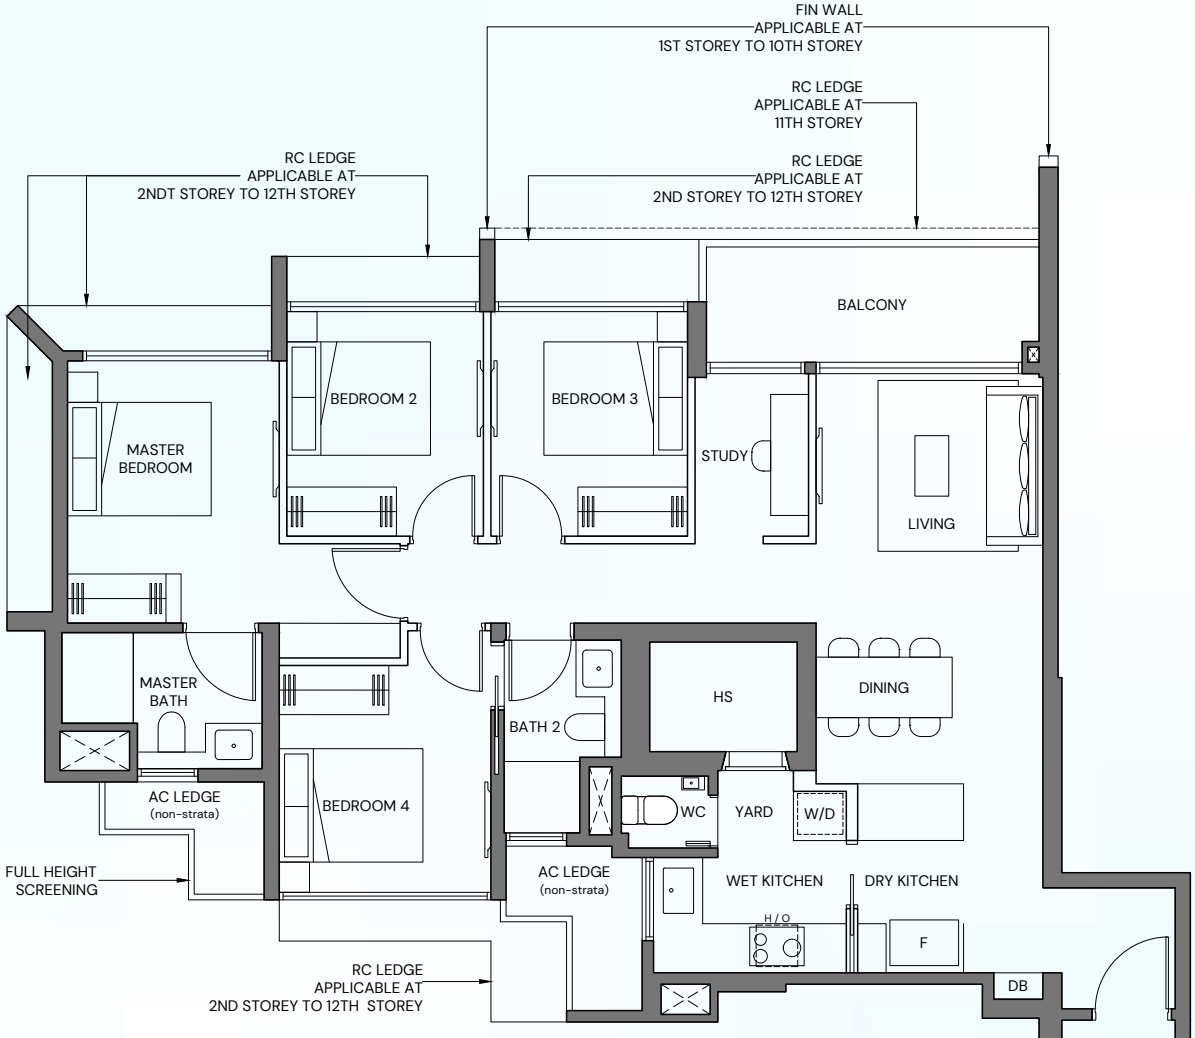 FIN WALL
APPLICABLE AT
1ST STOREY TO 10TH STOREY
RC LEDGE
APPLICABLE AT
11TH STOREY
RC LEDGE
APPLICABLE AT
2NDT STOREY TO 12TH STOREY
RC LEDGE
APPLICABLE AT
2ND STOREY TO 12TH STOREY
BALCONY
BEDROOM 2
BEDROOM 3
MASTER
BEDROOM
STUDY
LIVING
MASTER
BATH
HS
DINING
BATH 2
AC LEDGE
(non-strata)
BEDROOM 4
WC
YARD
W/D
FULL HEIGHT
SCREENING
AC LEDGE
(non-strata)
WET KITCHEN
DRY KITCHEN
H/O
F
RC LEDGE
APPLICABLE AT
2ND STOREY TO 12TH STOREY
DB